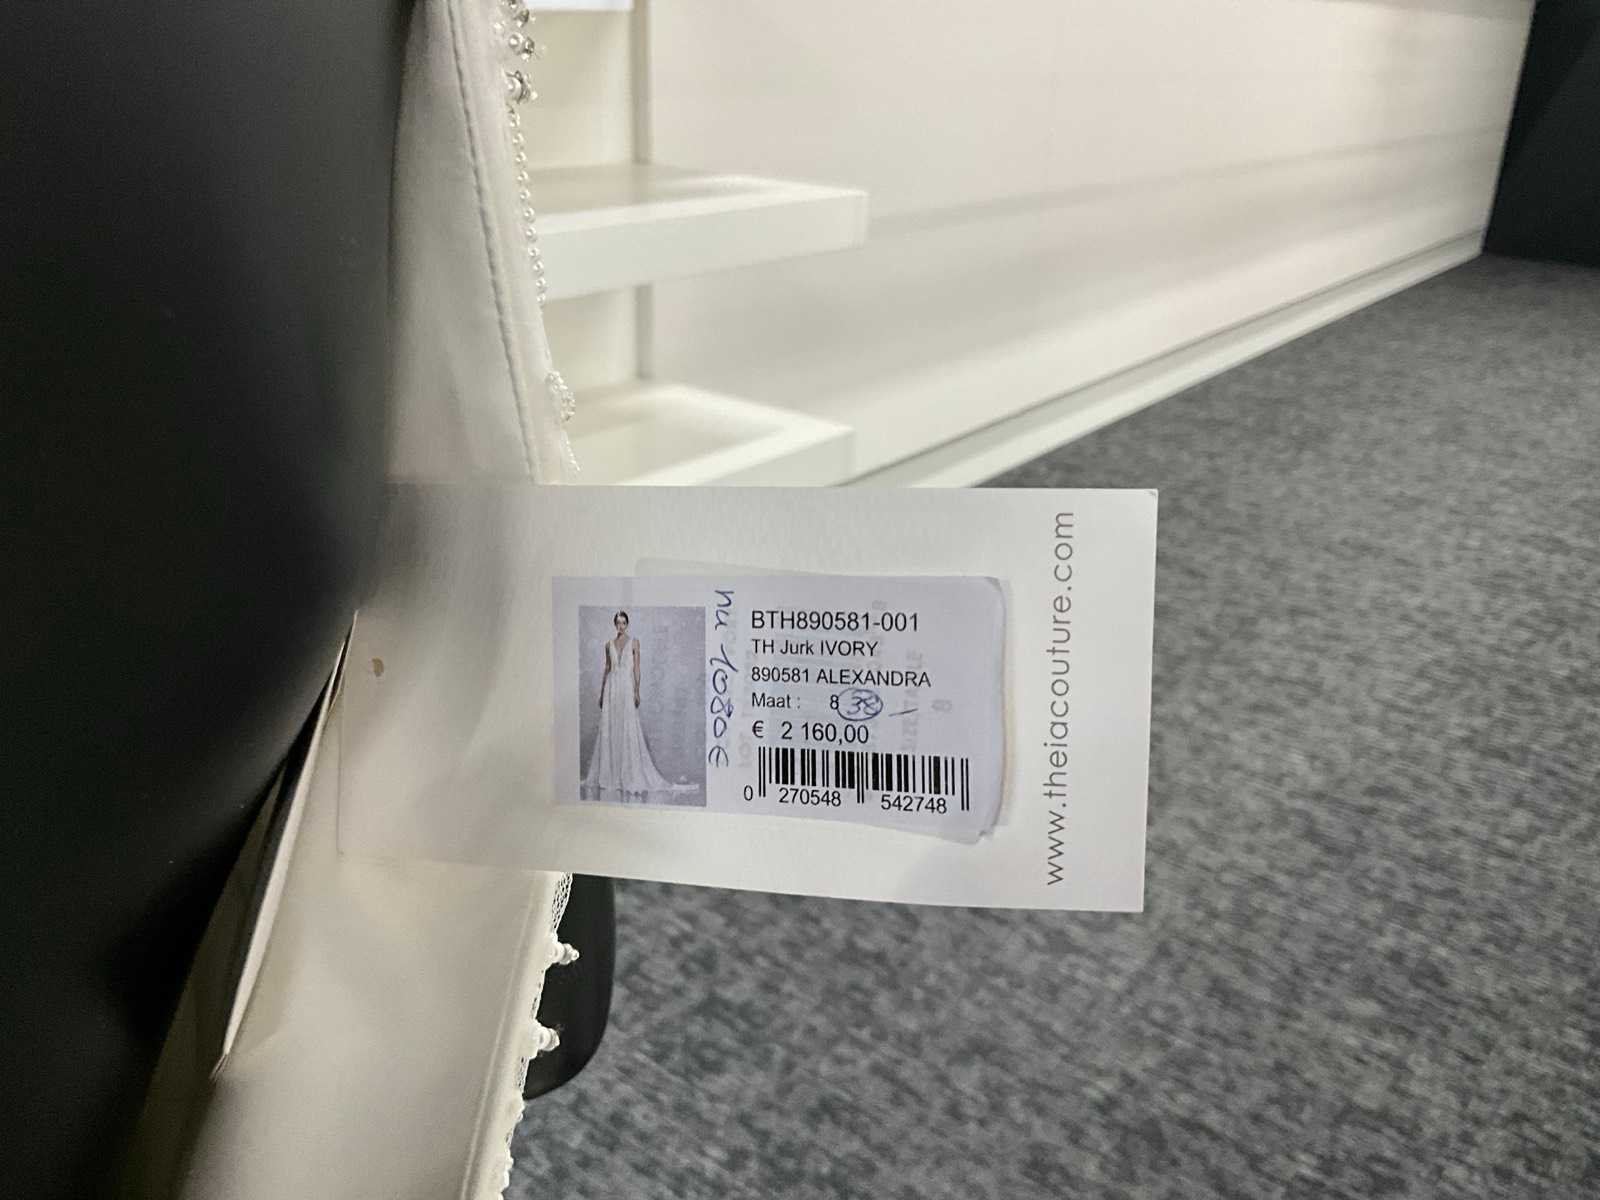 BTH890581-001
TH Jurk IVORY
890581 ALEXANDRA
Maat : 8 38 -
€ 2 160,00
0 270548 542748
nu 1080€
www.theiacouture.com